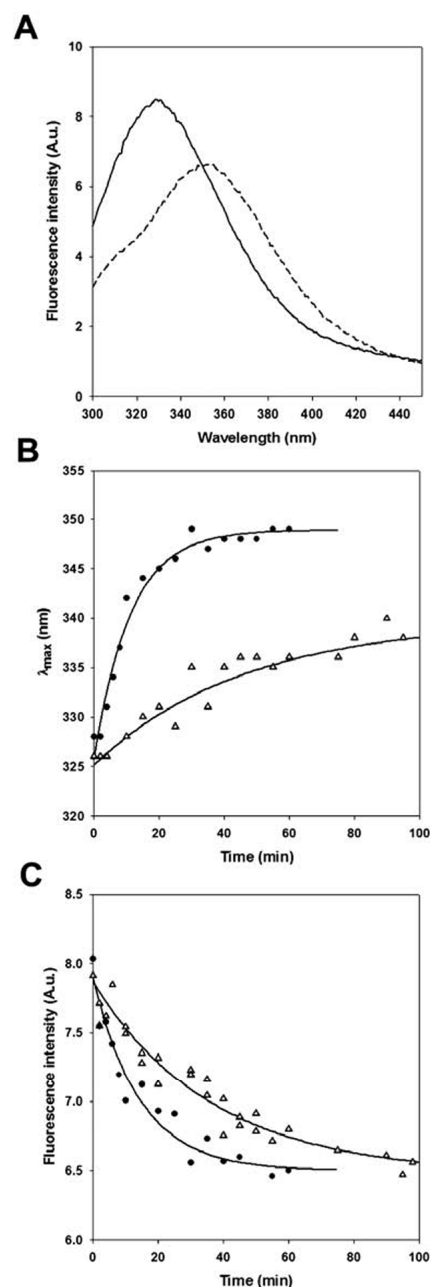 A
Fluorescence intensity (A.u.)
10
8
6
4
2
0
300 320 340 360 380 400 420 440
Wavelength (nm)
B
λmax (nm)
355
350
345
340
335
330
325
320
0 20 40 60 80 100
Time (min)
C
Fluorescence intensity (A.u.)
8.5
8.0
7.5
7.0
6.5
6.0
0 20 40 60 80 100
Time (min)